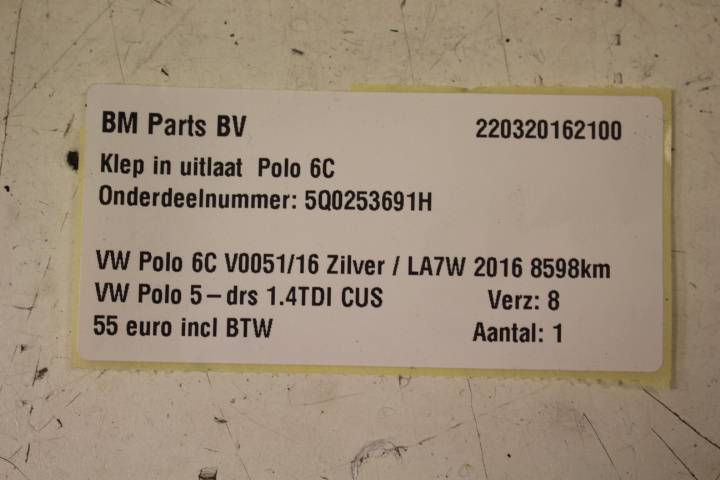 BM Parts BV 220320162100
Klep in uitlaat Polo 6C
Onderdeelnummer: 5Q0253691H
VW Polo 6C V0051/16 Zilver / LA7W 2016 8598km
VW Polo 5-drs 1.4TDI CUS Verz: 8
55 euro incl BTW Aantal: 1